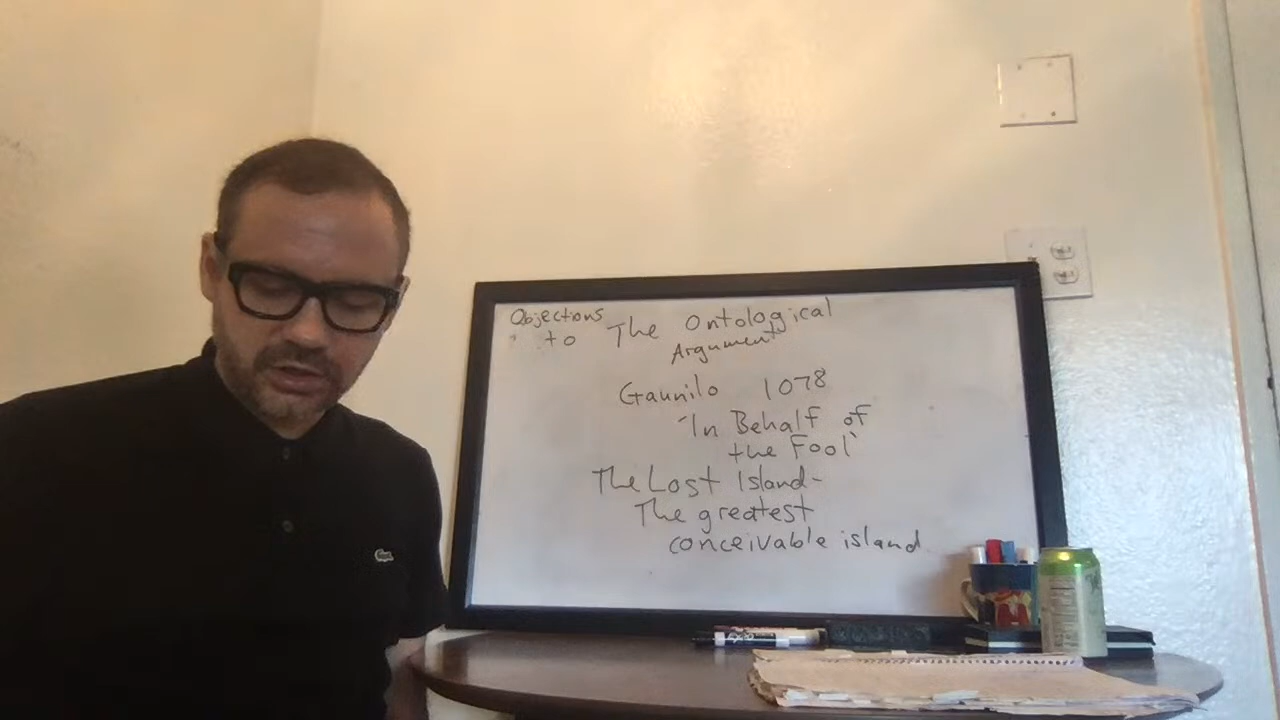 Objections
to The Ontological
Argument
Gaunilo 1078
"In Behalf of
the Fool"
The Lost Island-
The greatest
conceivable island